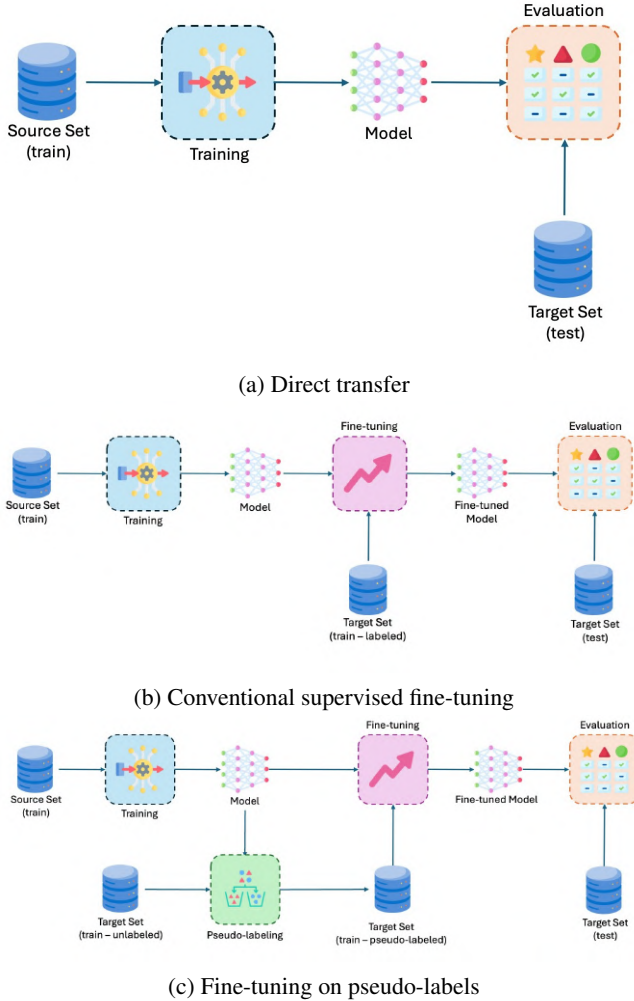 Evaluation
Source Set
(train)
Training
Model
Target Set
(test)
(a) Direct transfer
Fine-tuning
Evaluation
Source Set
(train)
Training
Model
Fine-tuned
Model
Target Set
(train – labeled)
Target Set
(test)
(b) Conventional supervised fine-tuning
Fine-tuning
Evaluation
Source Set
(train)
Training
Model
Fine-tuned Model
Target Set
(train – unlabeled)
Pseudo-labeling
Target Set
(train – pseudo-labeled)
Target Set
(test)
(c) Fine-tuning on pseudo-labels